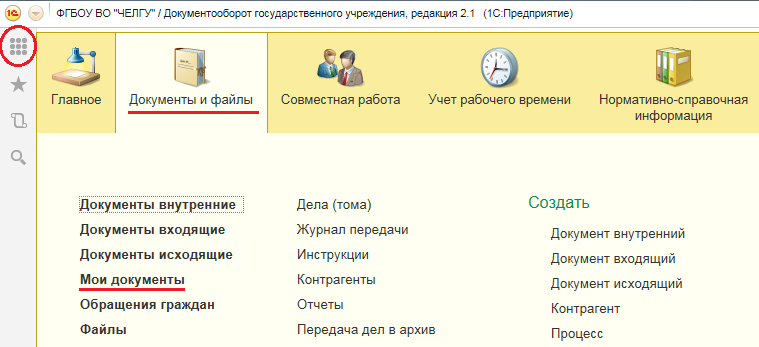 1С ФГБОУ ВО "ЧЕЛГУ" / Документооборот государственного учреждения, редакция 2.1 (1С:Предприятие)
Главное
Документы и файлы
Совместная работа
Учет рабочего времени
Нормативно-справочная
информация
Документы внутренние
Документы входящие
Документы исходящие
Мои документы
Обращения граждан
Файлы
Дела (тома)
Журнал передачи
Инструкции
Контрагенты
Отчеты
Передача дел в архив
Создать
Документ внутренний
Документ входящий
Документ исходящий
Контрагент
Процесс